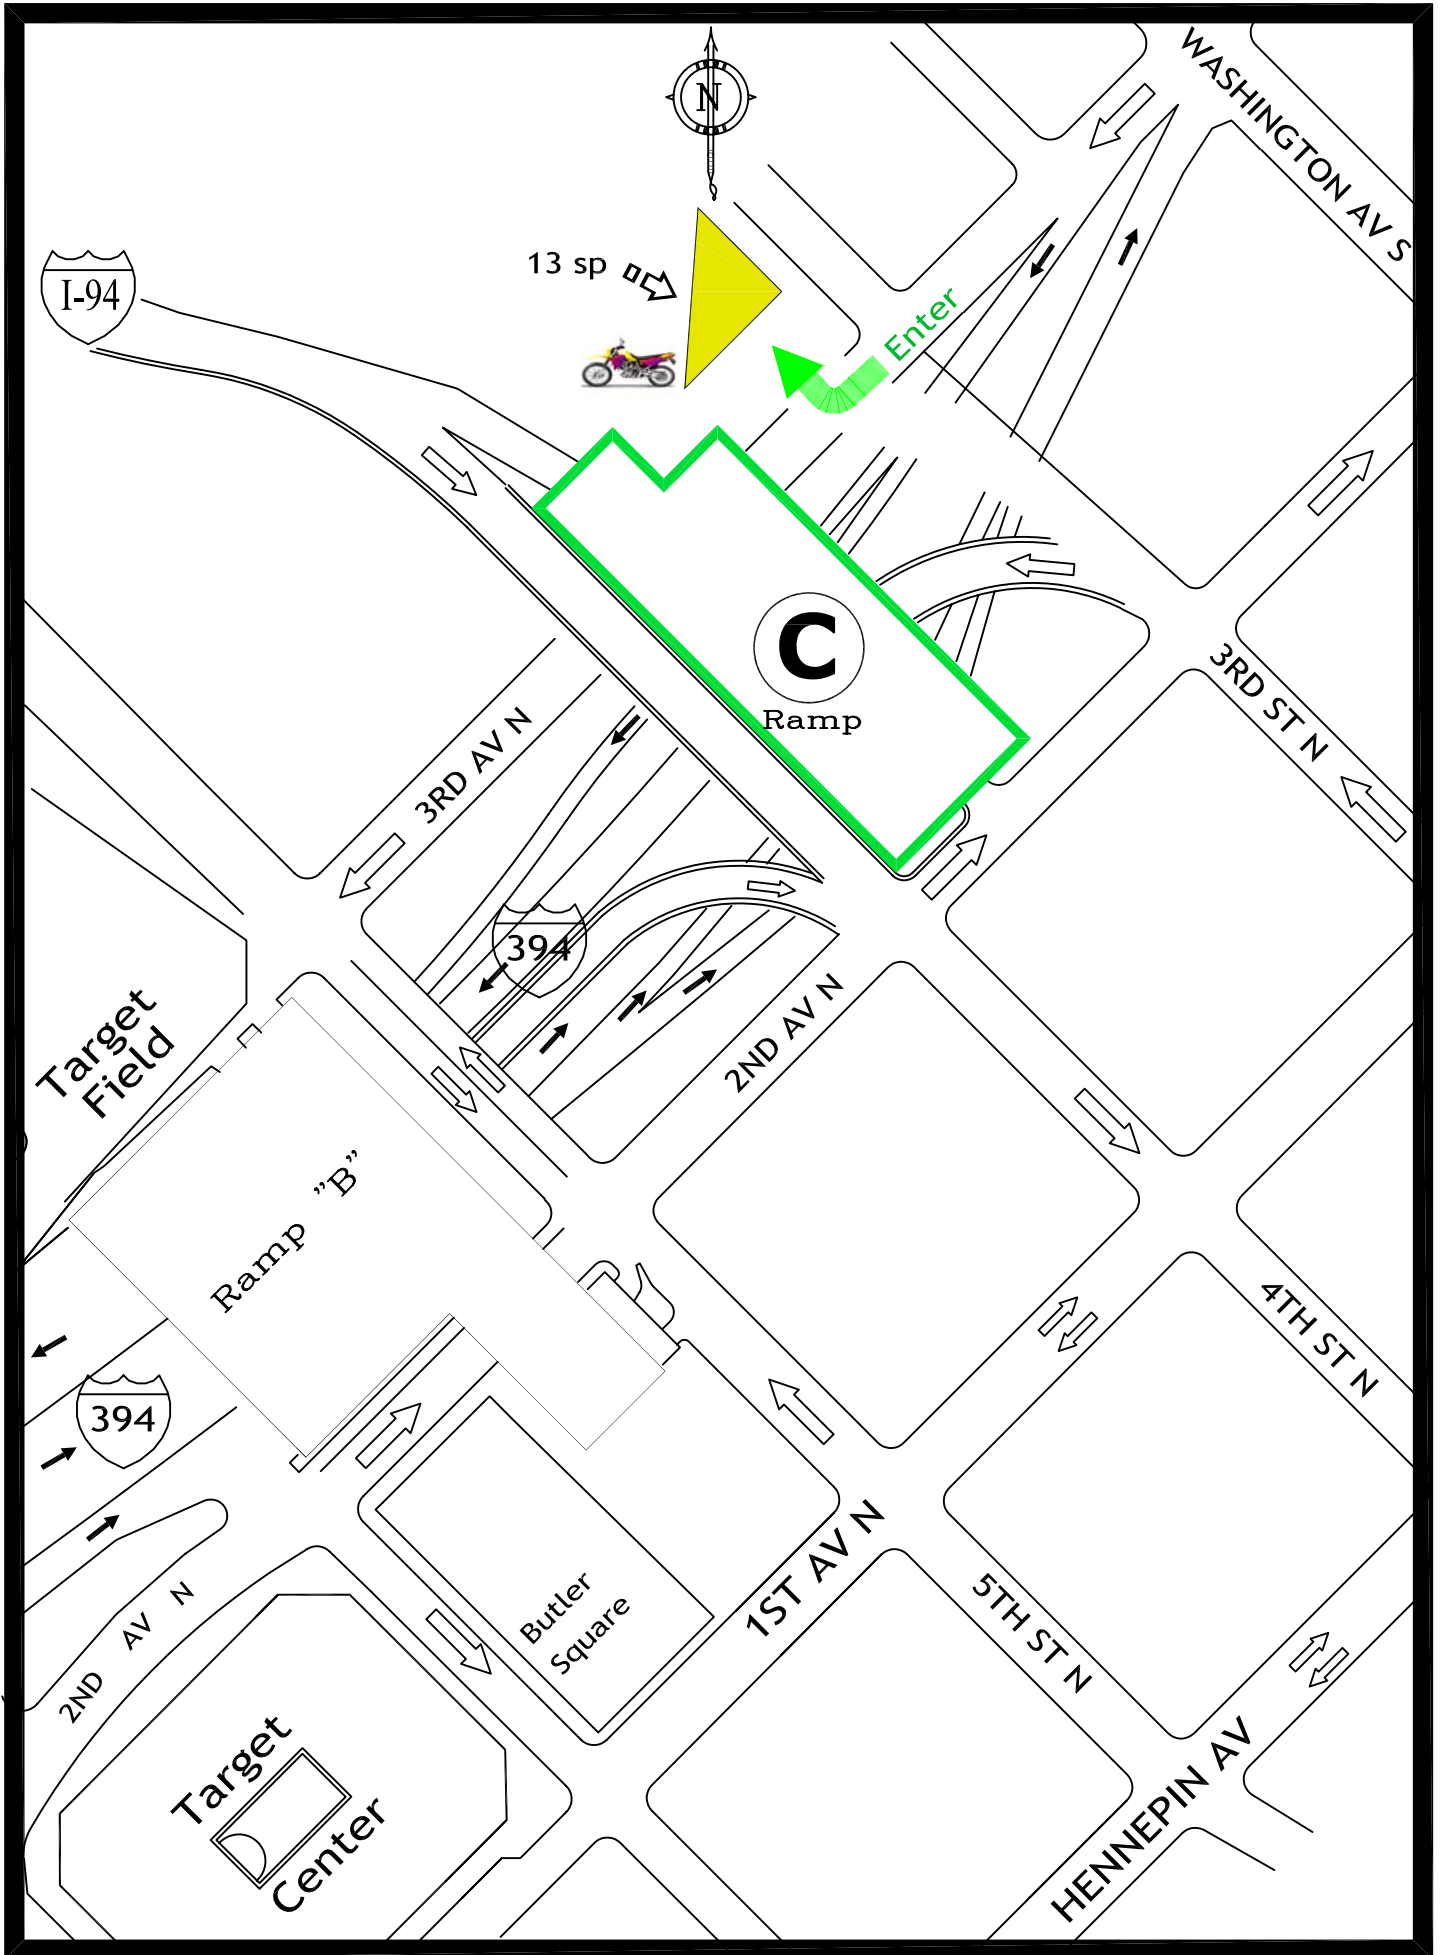 N
WASHINGTON AV S
13 sp
I-94
Enter
C
Ramp
3RD ST N
3RD AV N
394
Target
Field
2ND AV N
Ramp "B"
4TH ST N
394
1ST AV N
Butler
Square
5TH ST N
2ND AV N
Target
Center
HENNEPIN AV